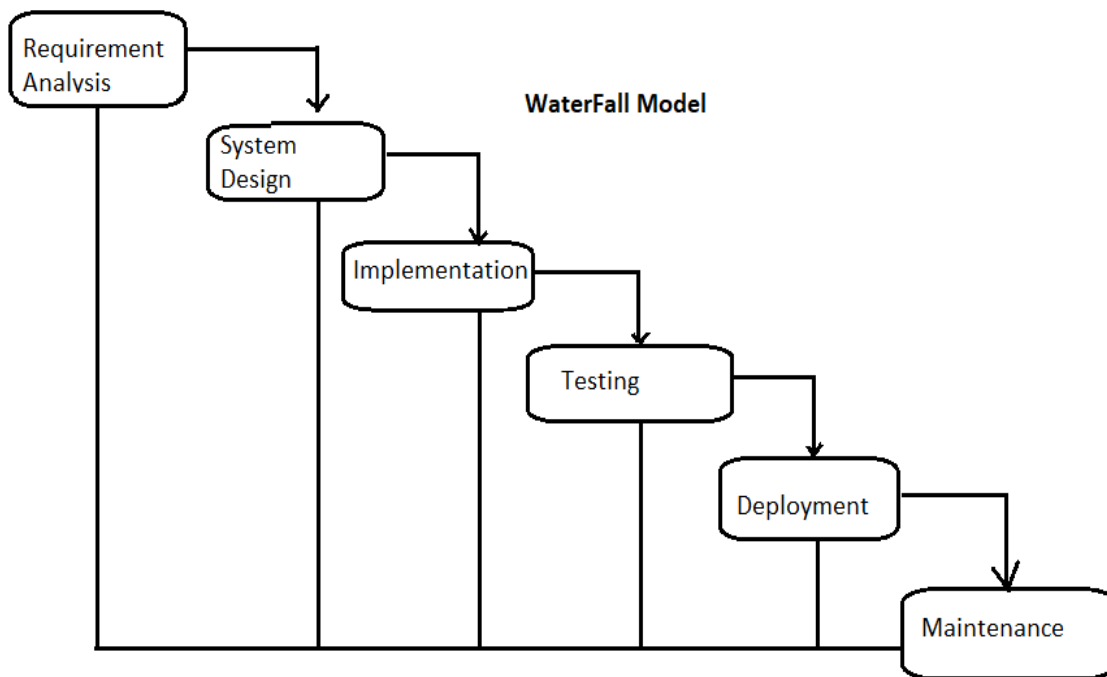 Requirement
Analysis
WaterFall Model
System
Design
Implementation
Testing
Deployment
Maintenance